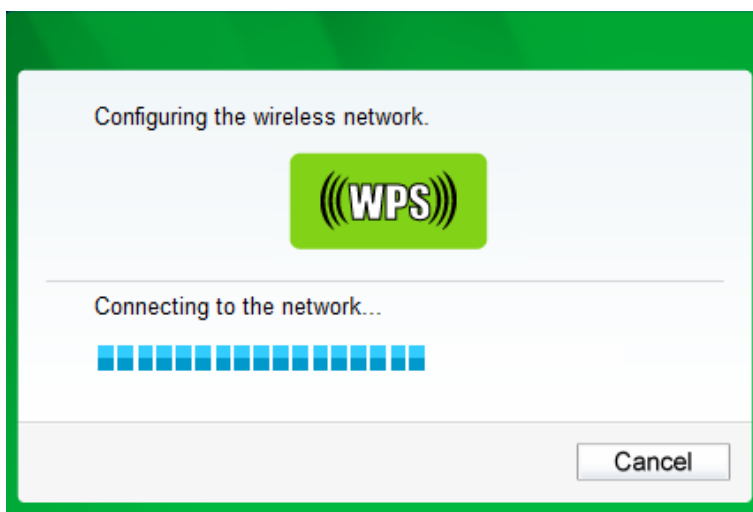 Configuring the wireless network.
WPS
Connecting to the network...
Cancel